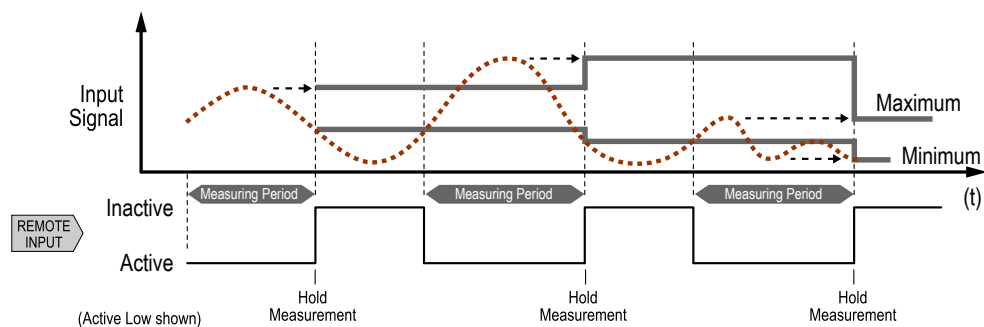 Input
Signal
Maximum
Minimum
(t)
Measuring Period
Measuring Period
Measuring Period
Inactive
REMOTE
INPUT
Active
Hold
Measurement
Hold
Measurement
Hold
Measurement
(Active Low shown)